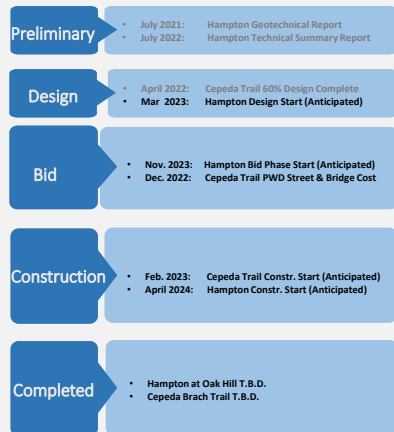 Preliminary
• July 2021: Hampton Geotechnical Report
• July 2022: Hampton Technical Summary Report
Design
• April 2022: Cepeda Trail 60% Design Complete
• Mar 2023: Hampton Design Start (Anticipated)
Bid
• Nov. 2023: Hampton Bid Phase Start (Anticipated)
• Dec. 2022: Cepeda Trail PWD Street & Bridge Cost
Construction
• Feb. 2023: Cepeda Trail Constr. Start (Anticipated)
• April 2024: Hampton Constr. Start (Anticipated)
Completed
• Hampton at Oak Hill T.B.D.
• Cepeda Brach Trail T.B.D.